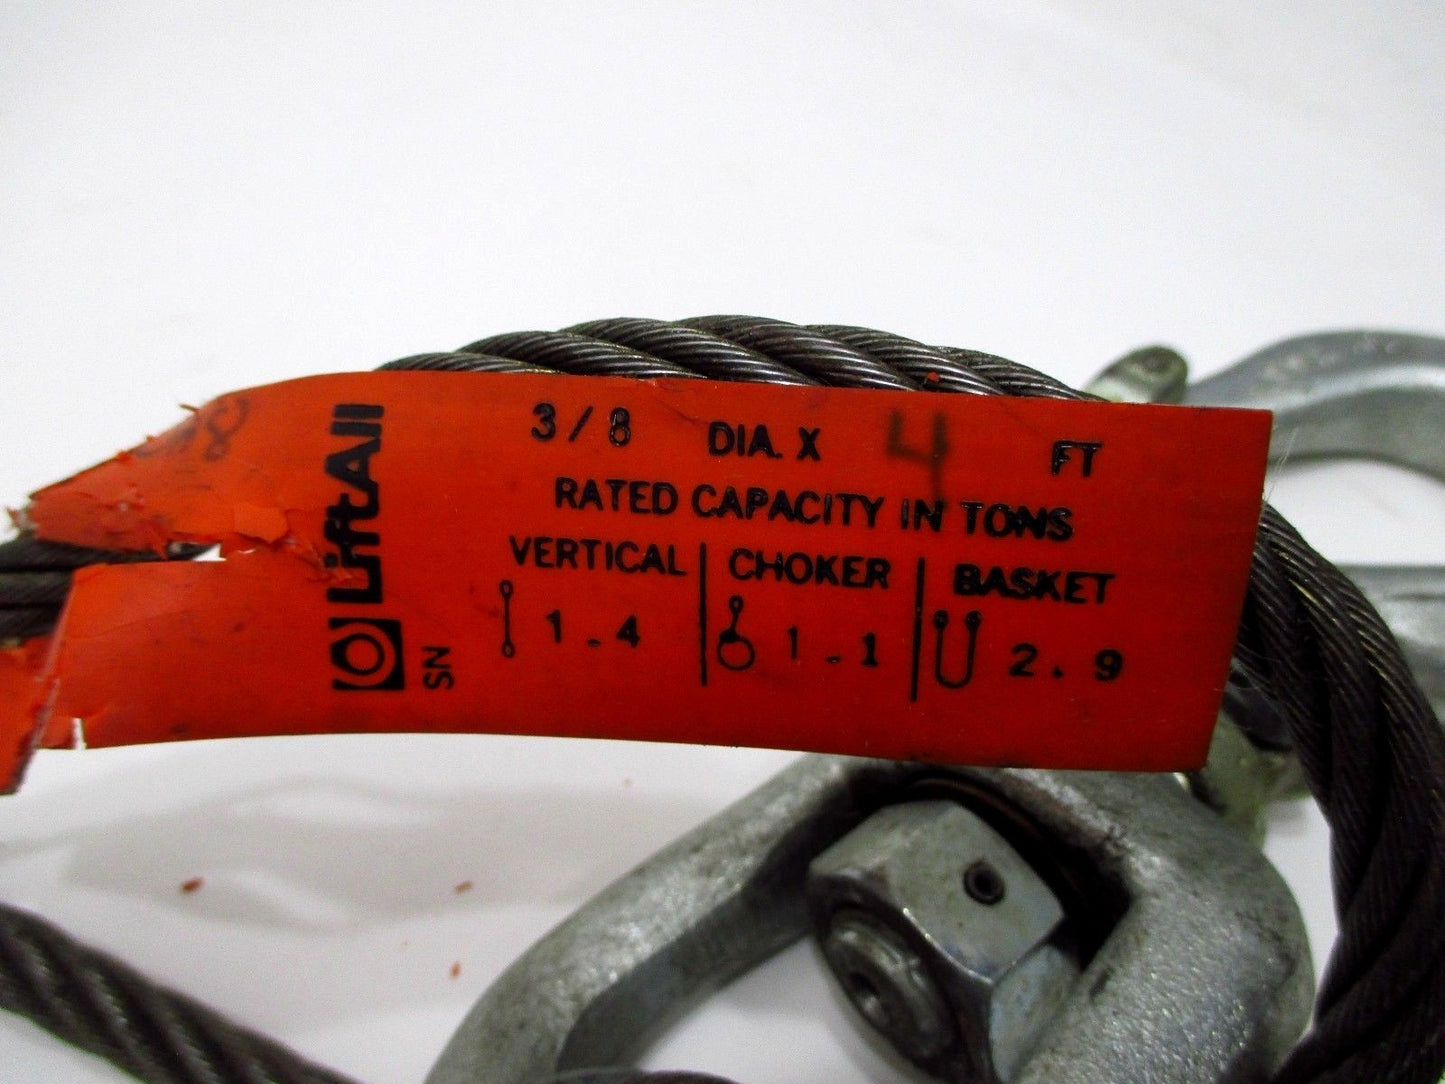 3/8 DIA. X 4 FT
RATED CAPACITY IN TONS
VERTICAL CHOKER BASKET
1.4 1.1 2.9
LiftAll
SN